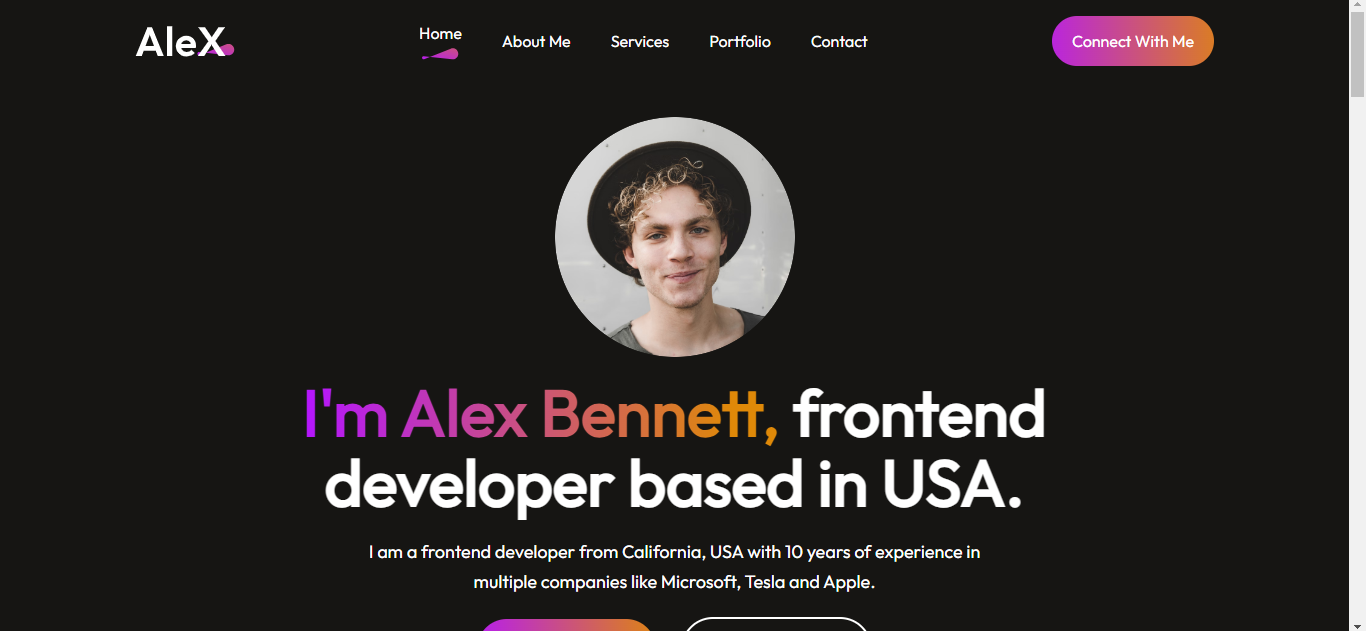 AleX
Home
About Me
Services
Portfolio
Contact
Connect With Me
I'm Alex Bennett, frontend
developer based in USA.
I am a frontend developer from California, USA with 10 years of experience in
multiple companies like Microsoft, Tesla and Apple.